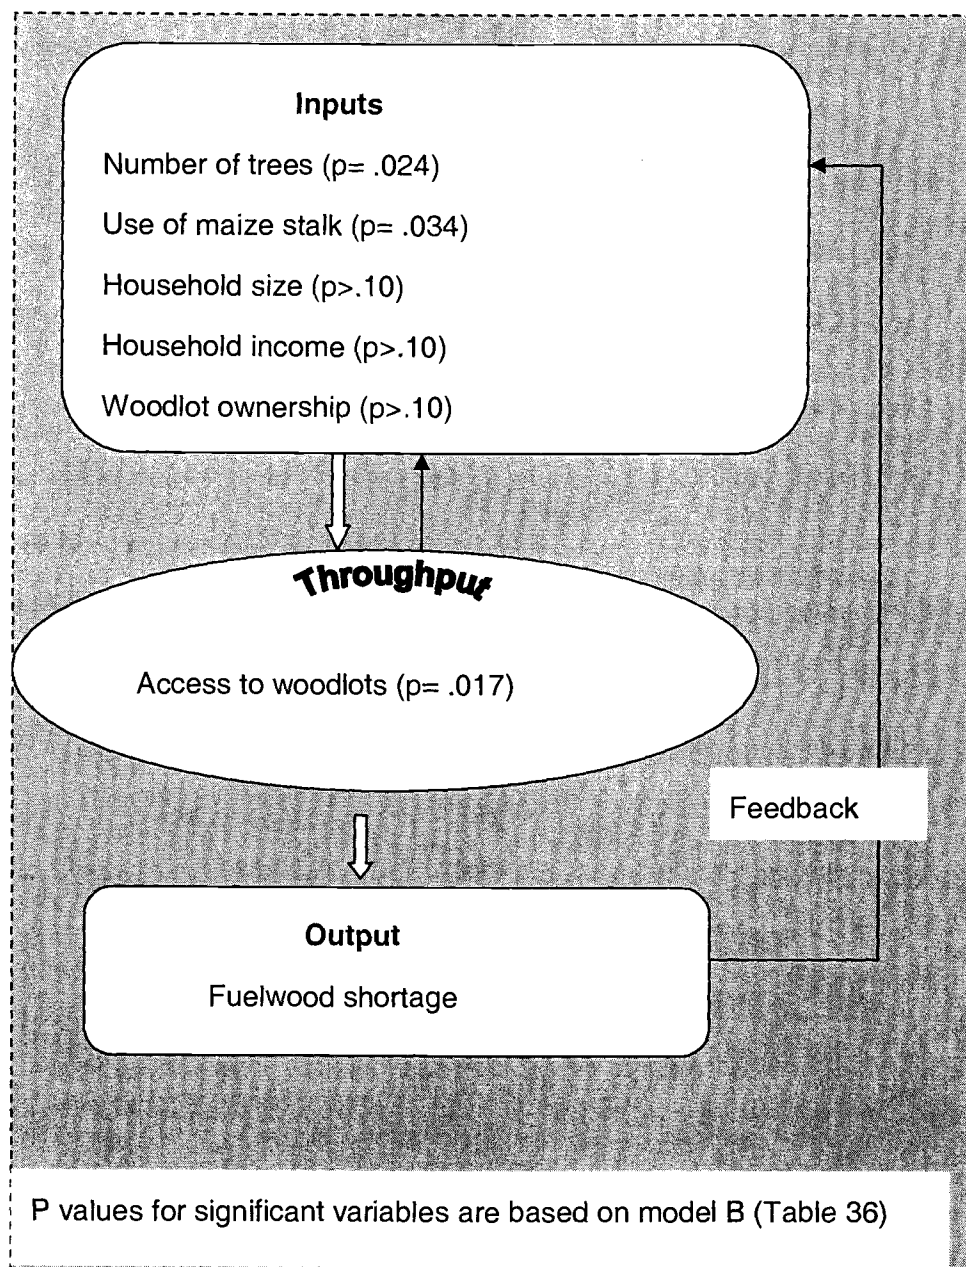 Inputs
Number of trees (p= .024)
Use of maize stalk (p= .034)
Household size (p>.10)
Household income (p>.10)
Woodlot ownership (p>.10)
Throughput
Access to woodlots (p= .017)
Feedback
Output
Fuelwood shortage
P values for significant variables are based on model B (Table 36)